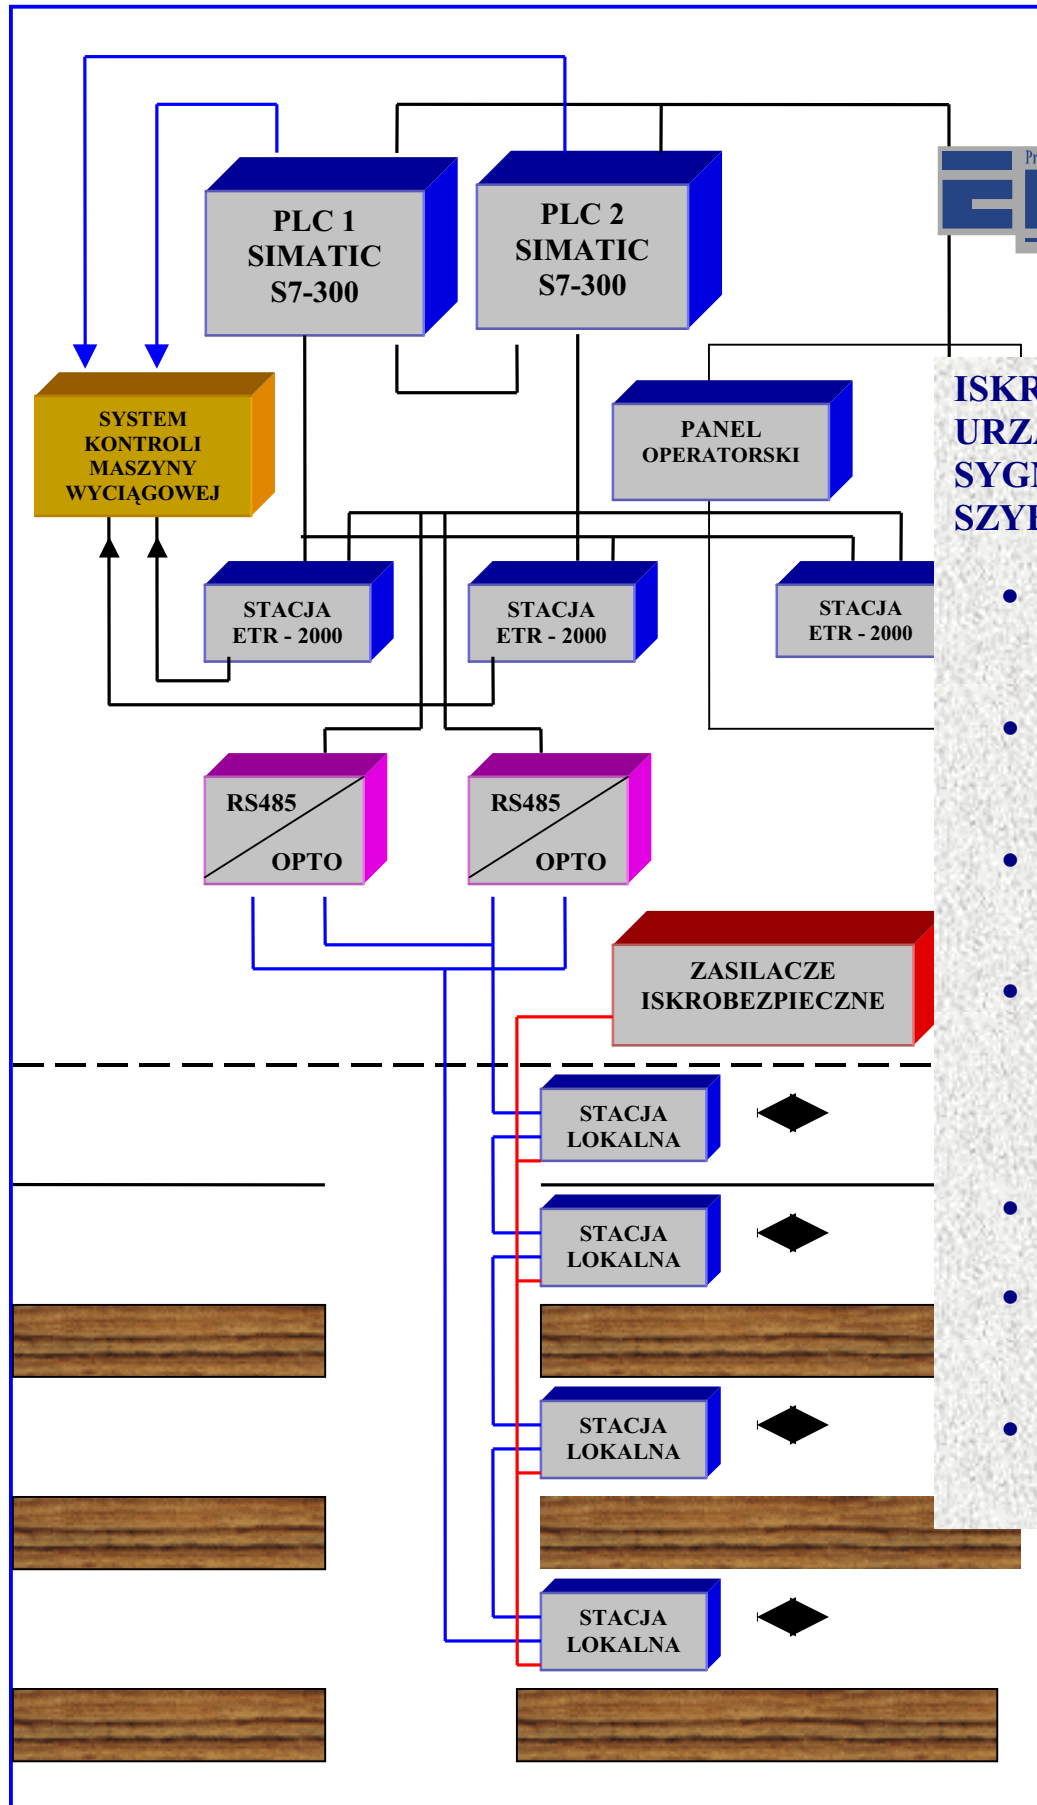 PLC 1
SIMATIC
S7-300
PLC 2
SIMATIC
S7-300
SYSTEM
KONTROLI
MASZYNY
WYCIĄGOWEJ
PANEL
OPERATORSKI
STACJA
ETR - 2000
STACJA
ETR - 2000
STACJA
ETR - 2000
RS485
OPTO
RS485
OPTO
ZASILACZE
ISKROBEZPIECZNE
STACJA
LOKALNA
STACJA
LOKALNA
STACJA
LOKALNA
STACJA
LOKALNA